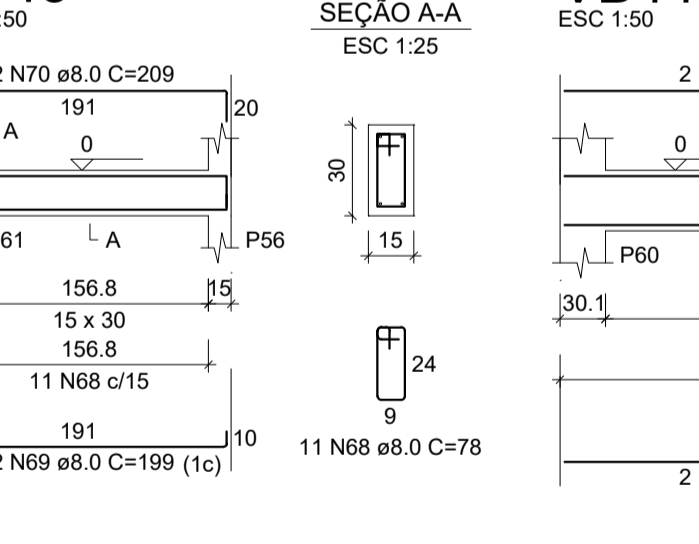 :50
2 N70 ø8.0 C=209
191
20
A
0
61
A
P56
156.8
15
15 x 30
156.8
11 N68 c/15
191
10
2 N69 ø8.0 C=199 (1c)
SEÇÃO A-A
ESC 1:25
30
15
24
9
11 N68 ø8.0 C=78
ESC 1:50
2
0
P60
30.1
2